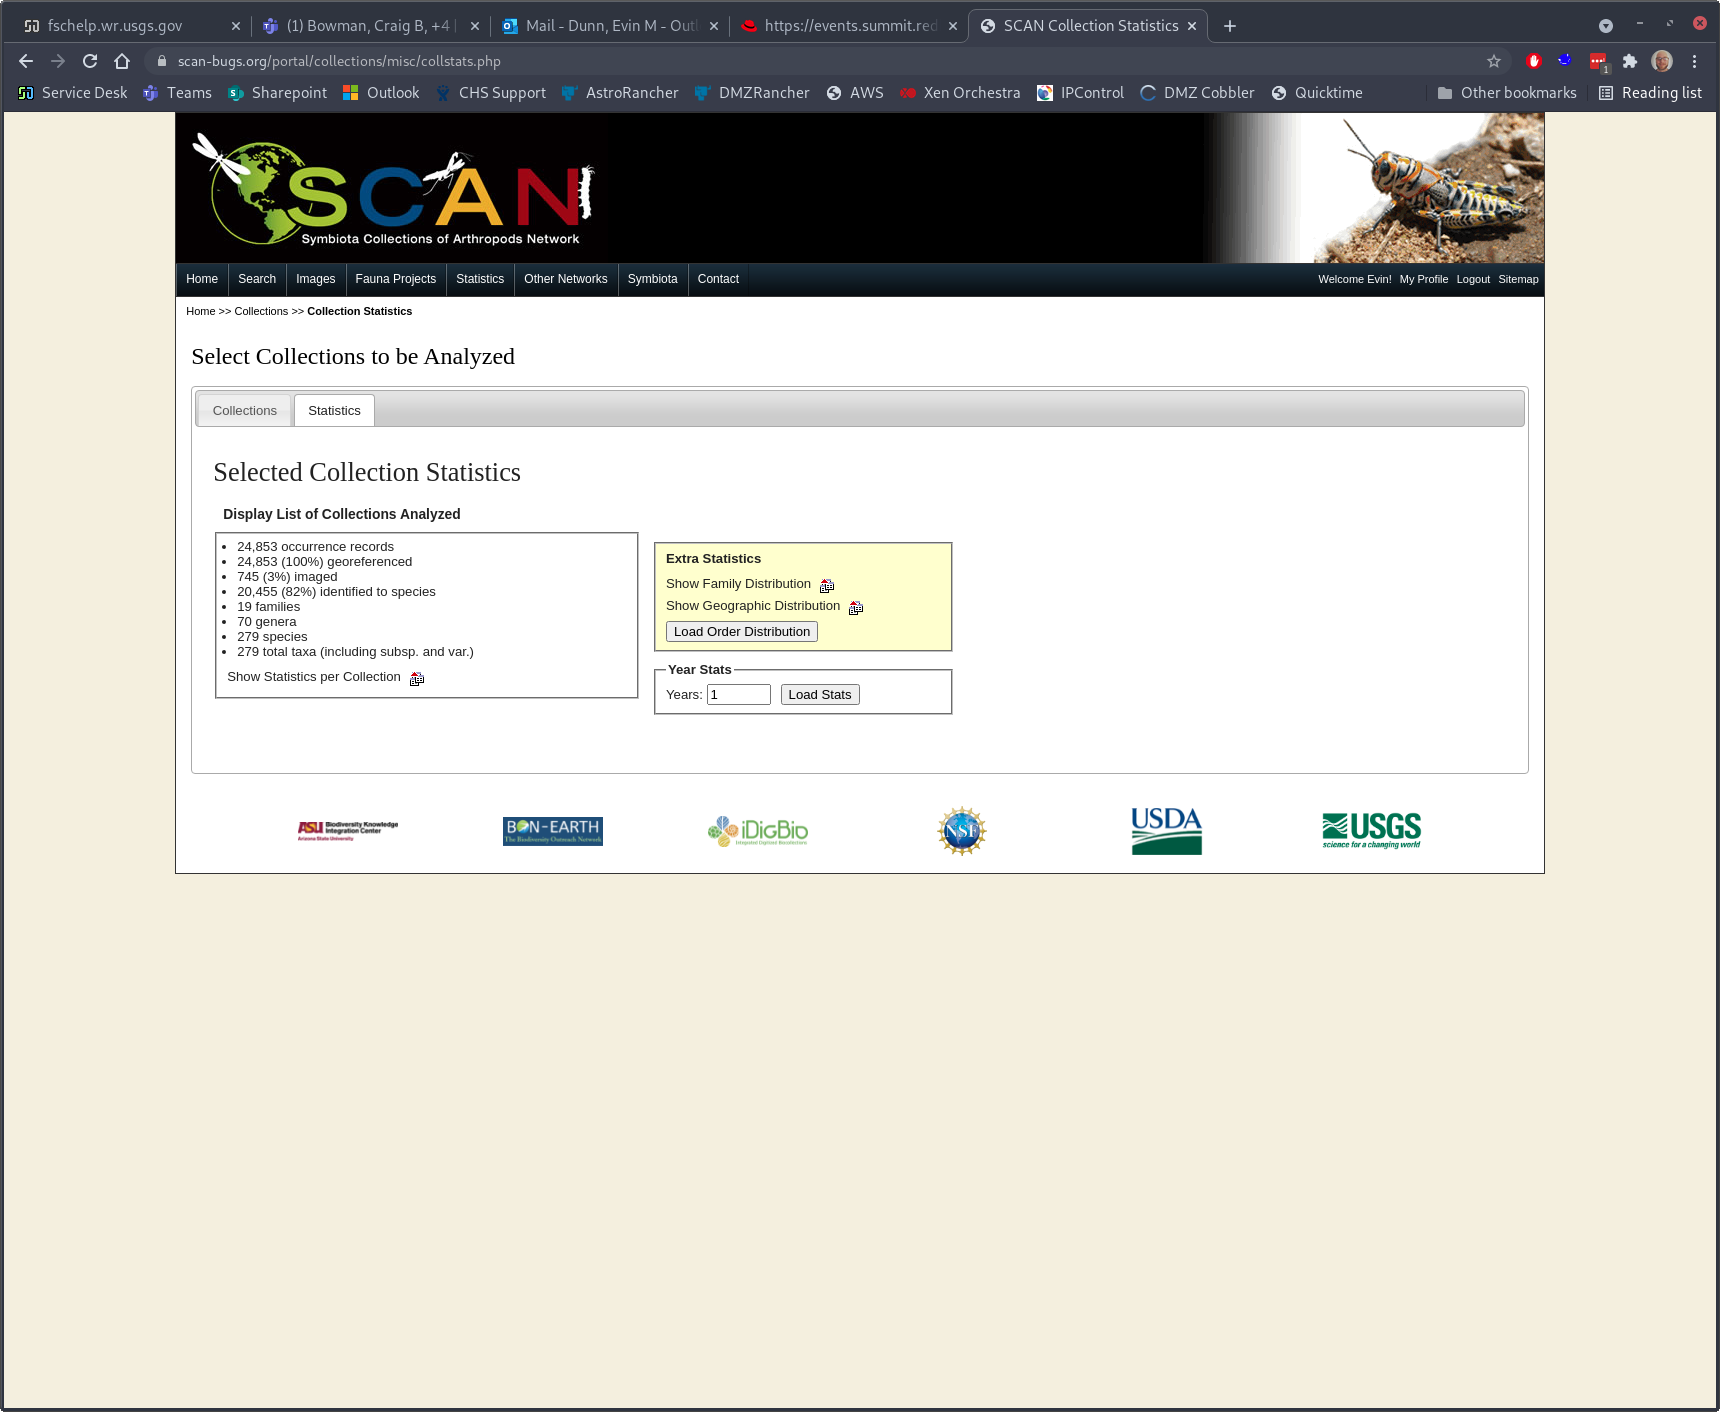 fschelp.wr.usgs.gov
(1) Bowman, Craig B, +4 |
Mail - Dunn, Evin M - Outl
https://events.summit.red
SCAN Collection Statistics
scan-bugs.org/portal/collections/misc/collstats.php
1
Service Desk
Teams
Sharepoint
Outlook
CHS Support
AstroRancher
DMZRancher
AWS
Xen Orchestra
IPControl
DMZ Cobbler
Quicktime
Other bookmarks
Reading list
SCAN
Symbiota Collections of Arthropods Network
Home
Search
Images
Fauna Projects
Statistics
Other Networks
Symbiota
Contact
Welcome Evin!
My Profile
Logout
Sitemap
Home >> Collections >> Collection Statistics
Select Collections to be Analyzed
Collections
Statistics
Selected Collection Statistics
Display List of Collections Analyzed
24,853 occurrence records
24,853 (100%) georeferenced
745 (3%) imaged
20,455 (82%) identified to species
19 families
70 genera
279 species
279 total taxa (including subsp. and var.)
Show Statistics per Collection
Extra Statistics
Show Family Distribution
Show Geographic Distribution
Load Order Distribution
Year Stats
Years: 1 Load Stats
ASU Biodiversity Knowledge
Integration Center
Arizona State University
BON-EARTH
The Biodiversity Outreach Network
iDigBio
Integrated Digitized Biocollections
NSF
USDA
USGS
science for a changing world